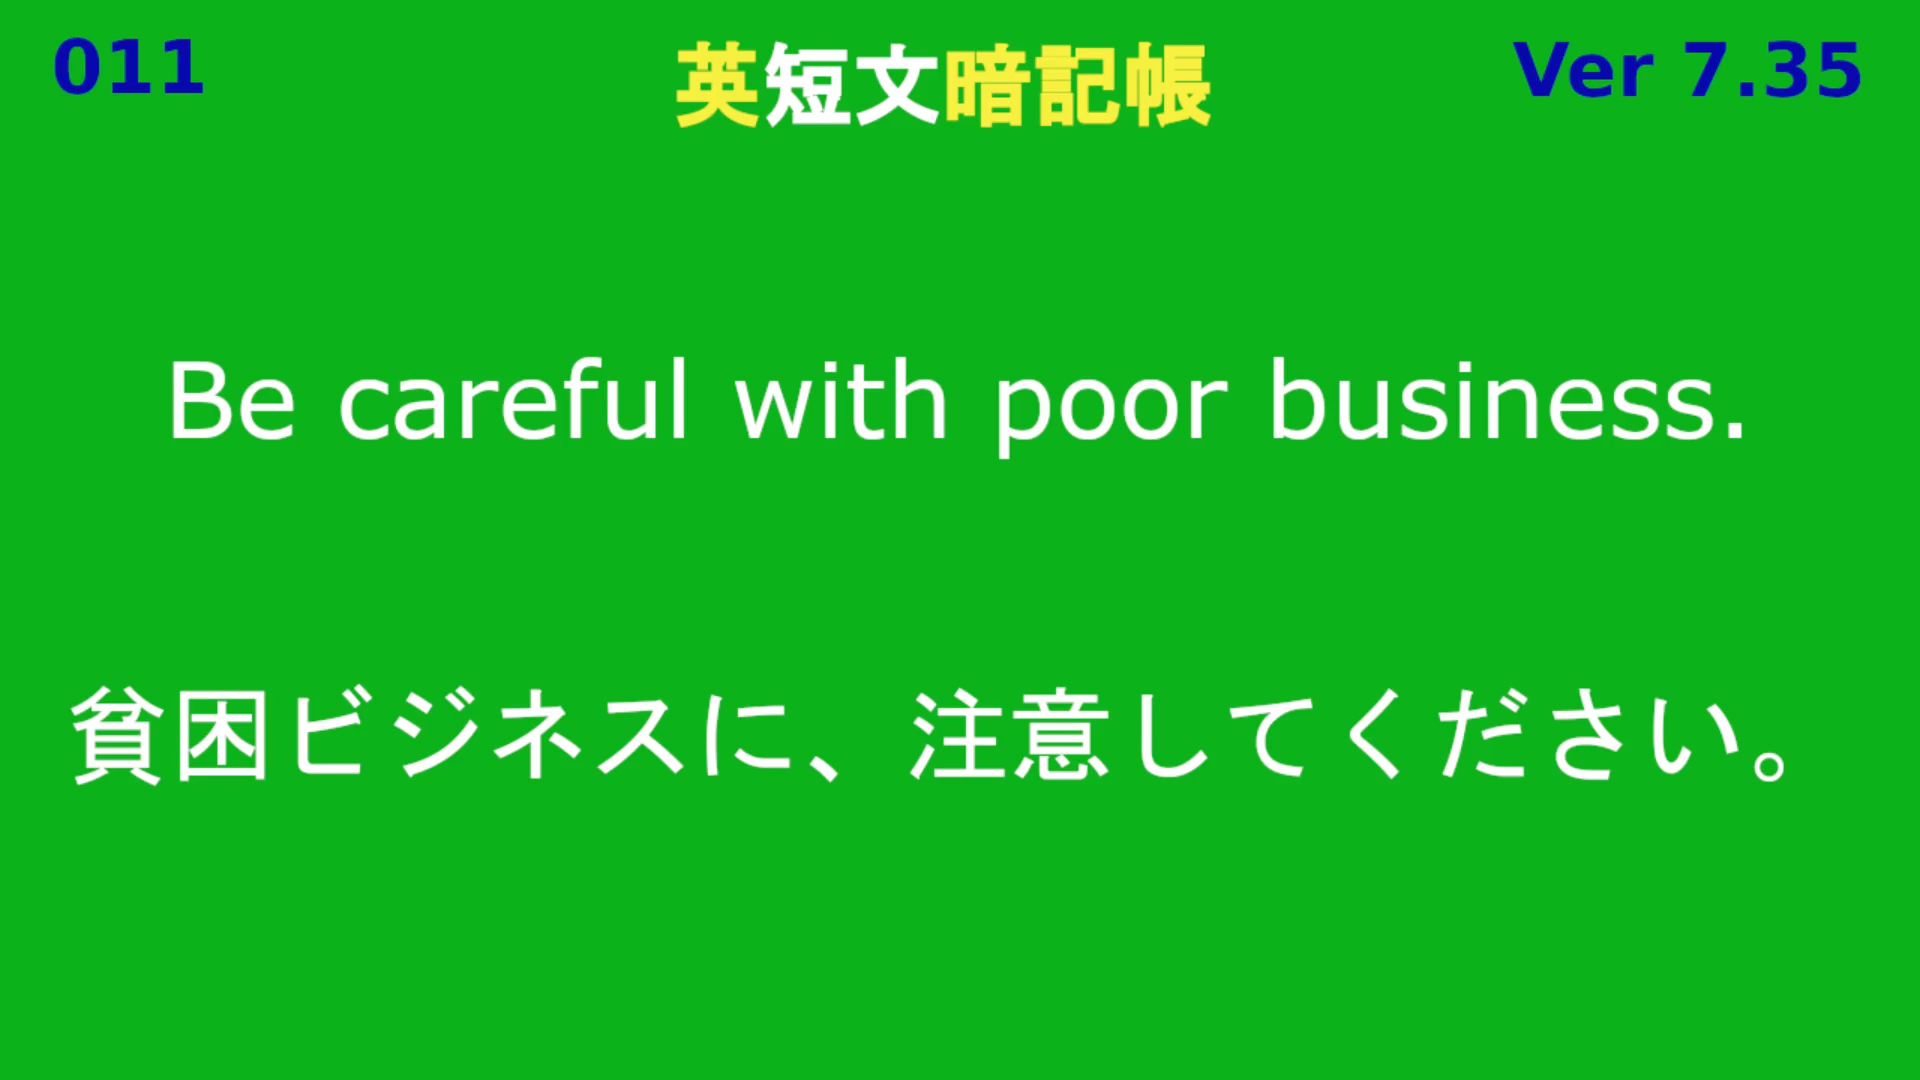 011
英短文暗記帳
Ver 7.35
Be careful with poor business.
貧困ビジネスに、注意してください。